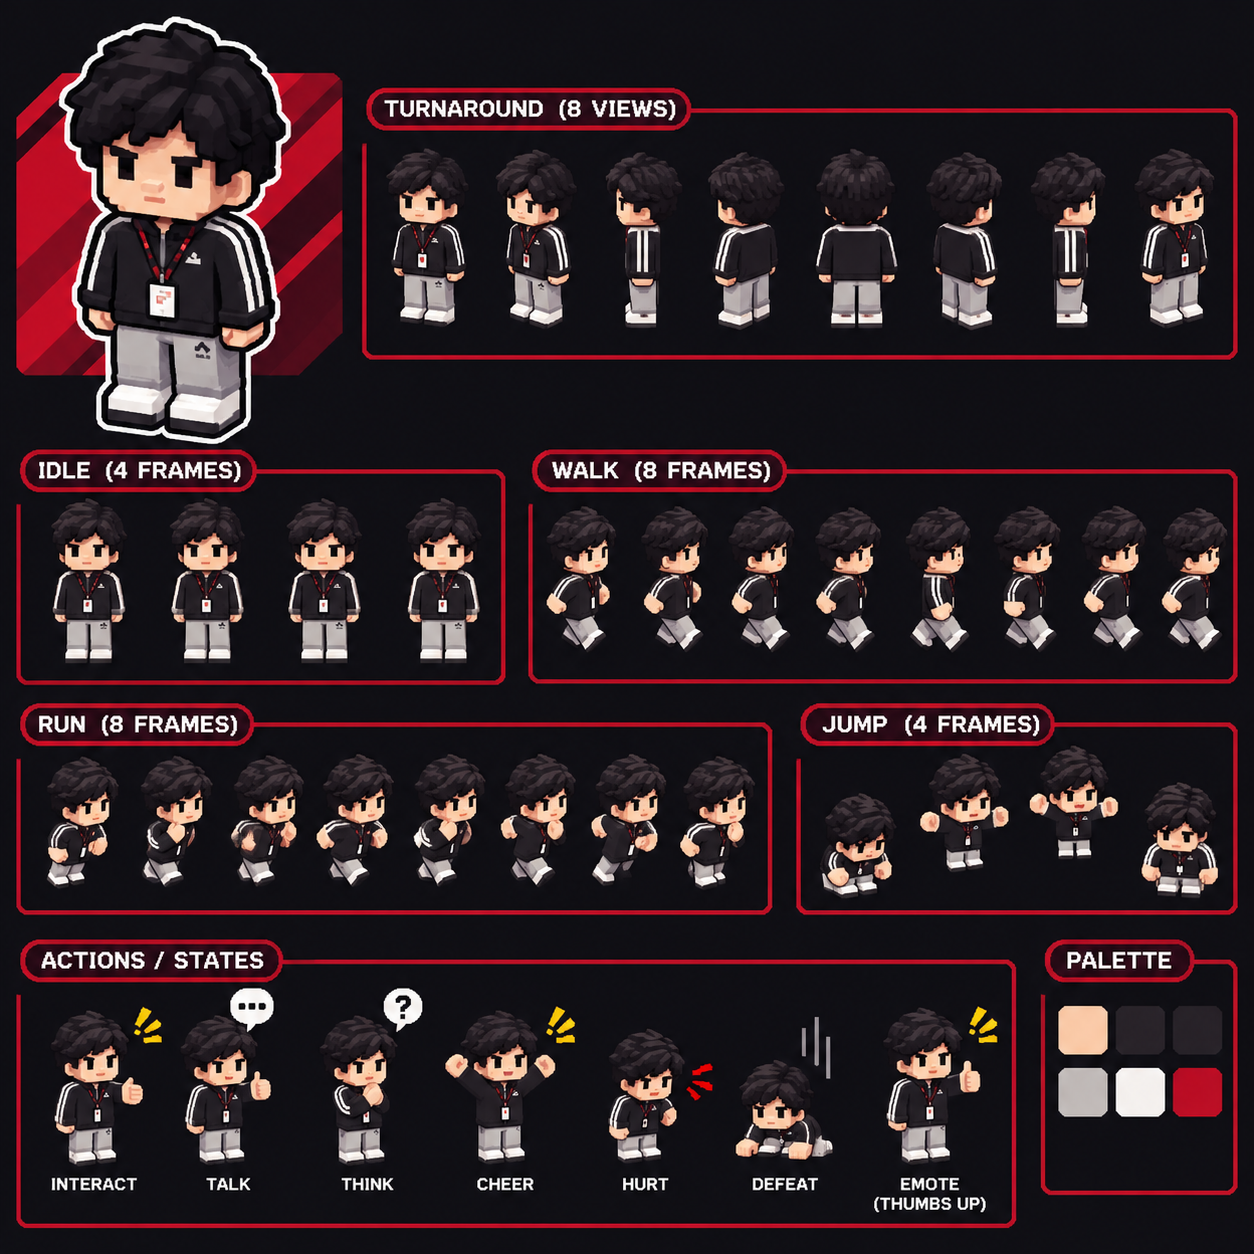 TURNAROUND (8 VIEWS)
IDLE (4 FRAMES)
WALK (8 FRAMES)
RUN (8 FRAMES)
JUMP (4 FRAMES)
ACTIONS / STATES
PALETTE
...
?
INTERACT
TALK
THINK
CHEER
HURT
DEFEAT
EMOTE
(THUMBS UP)